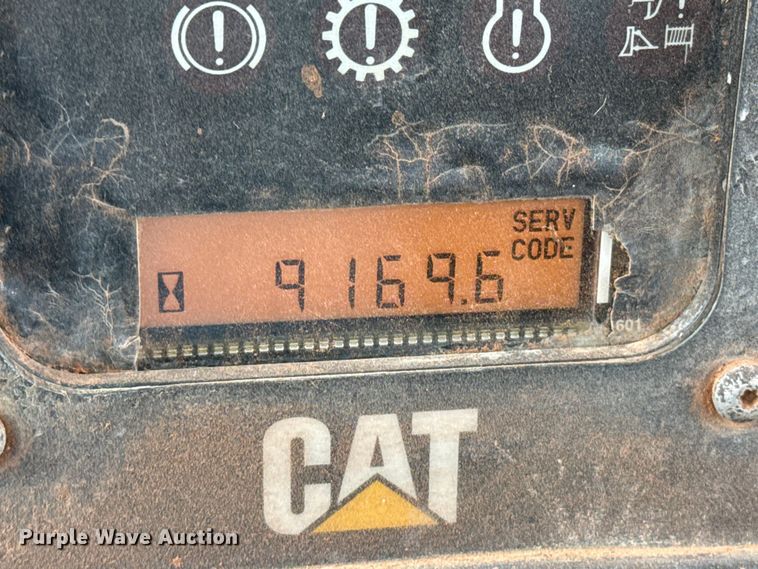 SERV
CODE
9169.6
601
CAT
Purple Wave Auction